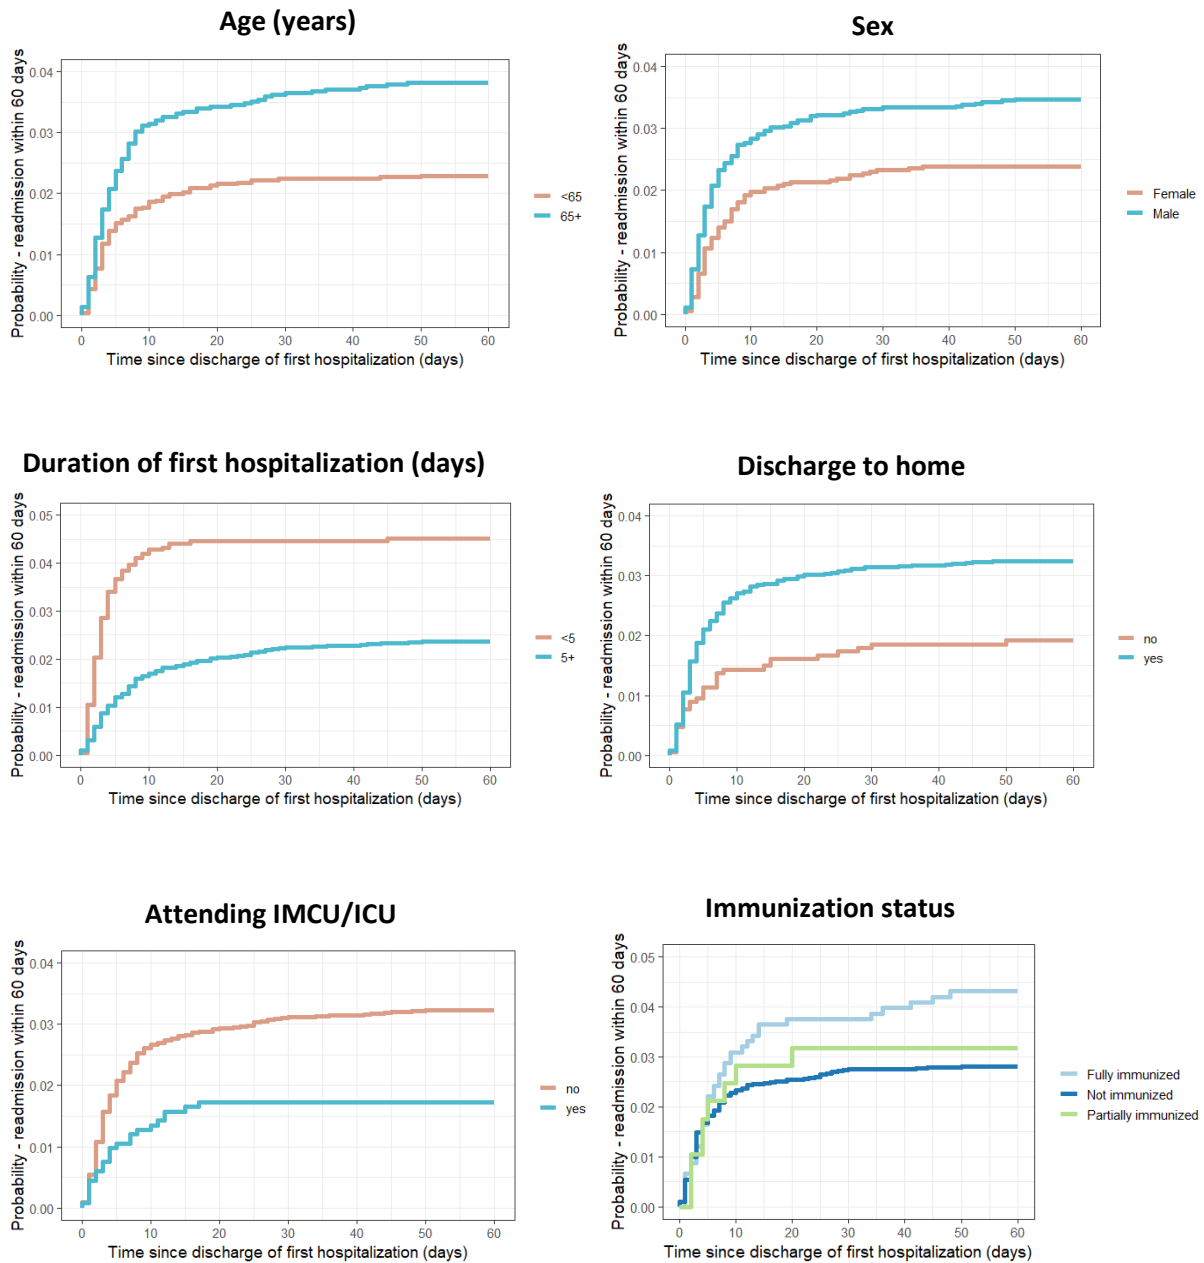 Age (years)
Probability - readmission within 60 days
0.04
0.03
0.02
0.01
0.00
0 10 20 30 40 50 60
Time since discharge of first hospitalization (days)
<65
65+
Sex
Probability - readmission within 60 days
0.04
0.03
0.02
0.01
0.00
0 10 20 30 40 50 60
Time since discharge of first hospitalization (days)
Female
Male
Duration of first hospitalization (days)
Probability - readmission within 60 days
0.05
0.04
0.03
0.02
0.01
0.00
0 10 20 30 40 50 60
Time since discharge of first hospitalization (days)
<5
5+
Discharge to home
Probability - readmission within 60 days
0.04
0.03
0.02
0.01
0.00
0 10 20 30 40 50 60
Time since discharge of first hospitalization (days)
no
yes
Attending IMCU/ICU
Probability - readmission within 60 days
0.04
0.03
0.02
0.01
0.00
0 10 20 30 40 50 60
Time since discharge of first hospitalization (days)
no
yes
Immunization status
Probability - readmission within 60 days
0.05
0.04
0.03
0.02
0.01
0.00
0 10 20 30 40 50 60
Time since discharge of first hospitalization (days)
Fully immunized
Not immunized
Partially immunized